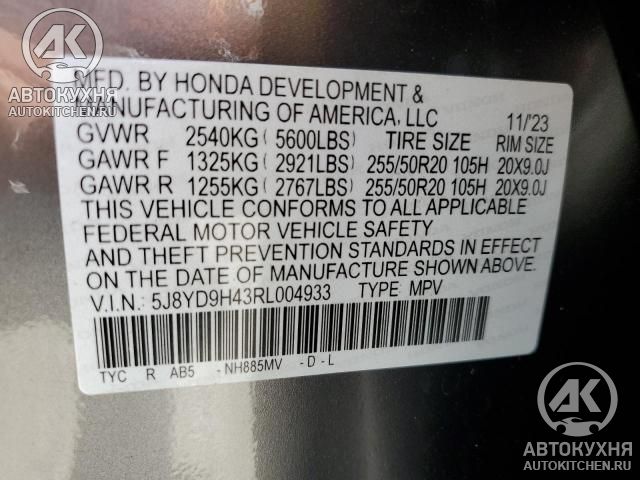 АВТОКУХНЯ
AUTOKITCHEN.RU
MFD. BY HONDA DEVELOPMENT &
MANUFACTURING OF AMERICA, LLC 11/'23
GVWR 2540KG ( 5600LBS) TIRE SIZE RIM SIZE
GAWR F 1325KG ( 2921LBS) 255/50R20 105H 20X9.0J
GAWR R 1255KG ( 2767LBS) 255/50R20 105H 20X9.0J
THIS VEHICLE CONFORMS TO ALL APPLICABLE
FEDERAL MOTOR VEHICLE SAFETY
AND THEFT PREVENTION STANDARDS IN EFFECT
ON THE DATE OF MANUFACTURE SHOWN ABOVE.
V.I.N.: 5J8YD9H43RL004933 TYPE: MPV
TYC R AB5 -NH885MV -D-L
АК
АВТОКУХНЯ
AUTOKITCHEN.RU